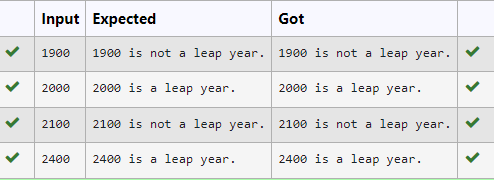 Input Expected Got
1900 1900 is not a leap year. 1900 is not a leap year.
2000 2000 is a leap year. 2000 is a leap year.
2100 2100 is not a leap year. 2100 is not a leap year.
2400 2400 is a leap year. 2400 is a leap year.